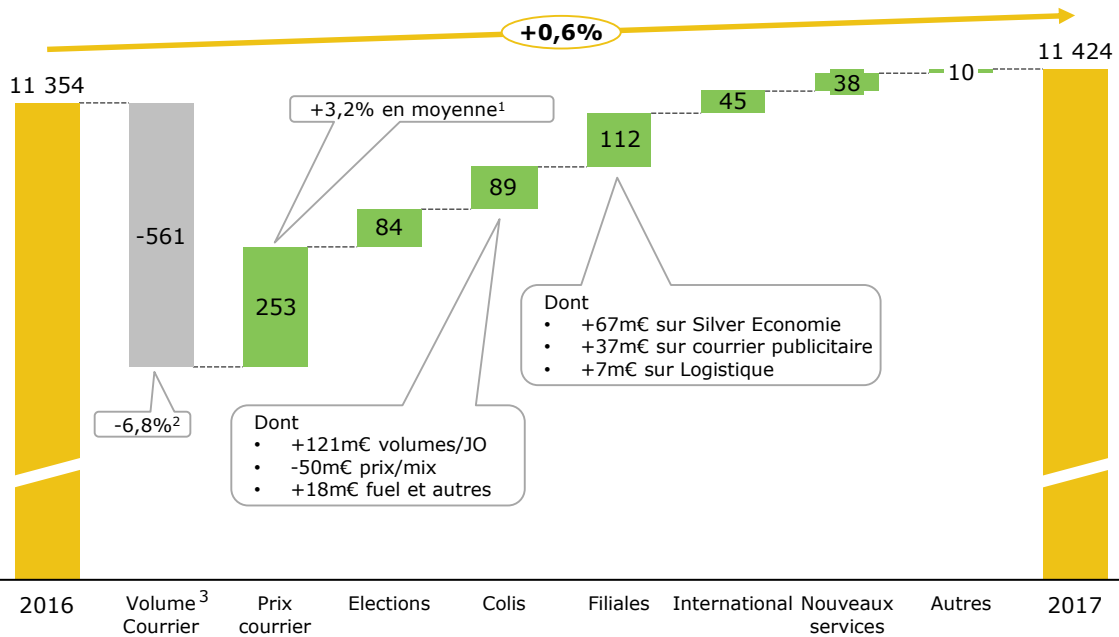 +0,6%
11 354
11 424
10
38
45
+3,2% en moyenne¹
112
89
84
-561
253
Dont
• +67m€ sur Silver Economie
• +37m€ sur courrier publicitaire
• +7m€ sur Logistique
-6,8%²
Dont
• +121m€ volumes/JO
• -50m€ prix/mix
• +18m€ fuel et autres
2016
Volume³
Courrier
Prix
courrier
Elections
Colis
Filiales
International
Nouveaux
services
Autres
2017